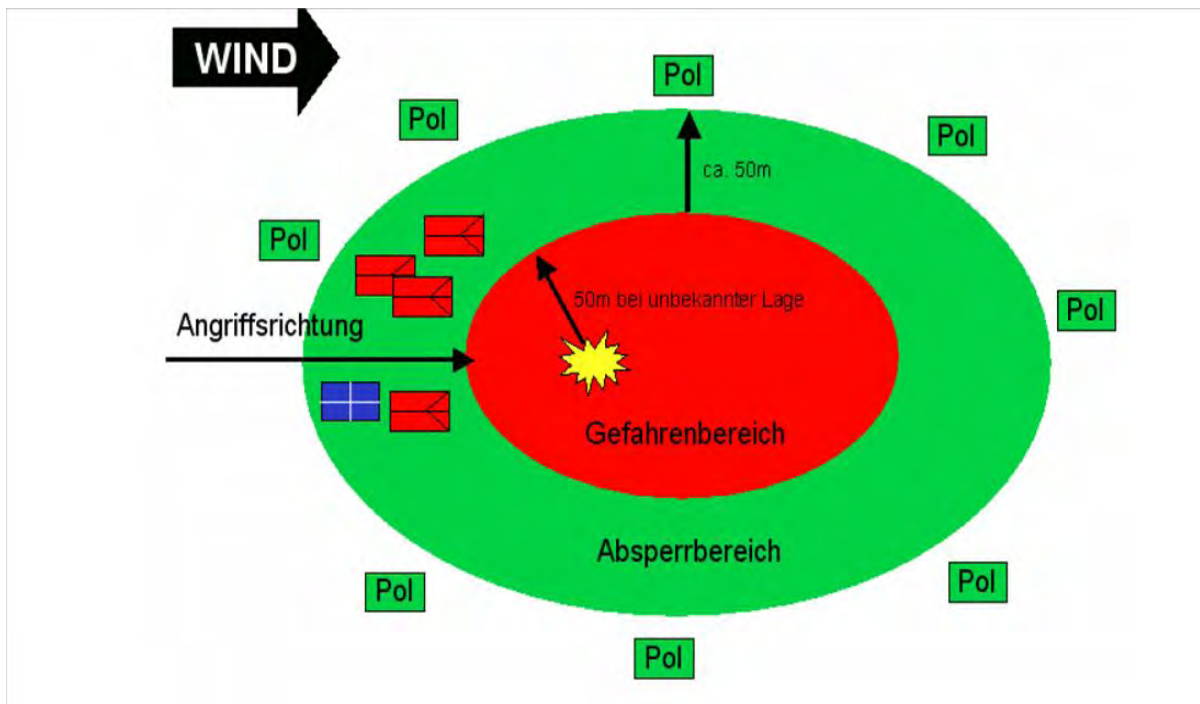 WIND
Pol
Pol
Pol
ca. 50m
Pol
50m bei unbekannter Lage
Pol
Angriffsrichtung
Gefahrenbereich
Absperrbereich
Pol
Pol
Pol